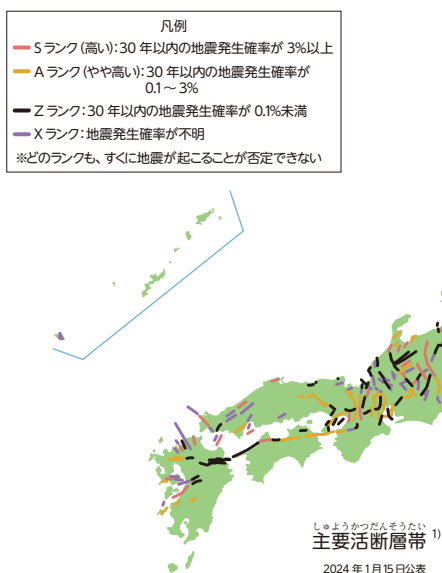 凡例
Sランク(高い):30年以内の地震発生確率が3%以上
Aランク(やや高い):30年以内の地震発生確率が
0.1～3%
Zランク:30年以内の地震発生確率が0.1%未満
Xランク:地震発生確率が不明
※どのランクも、すぐに地震が起こることが否定できない
しゅようかつだんそうたい
主要活断層帯 1)
2024年1月15日公表